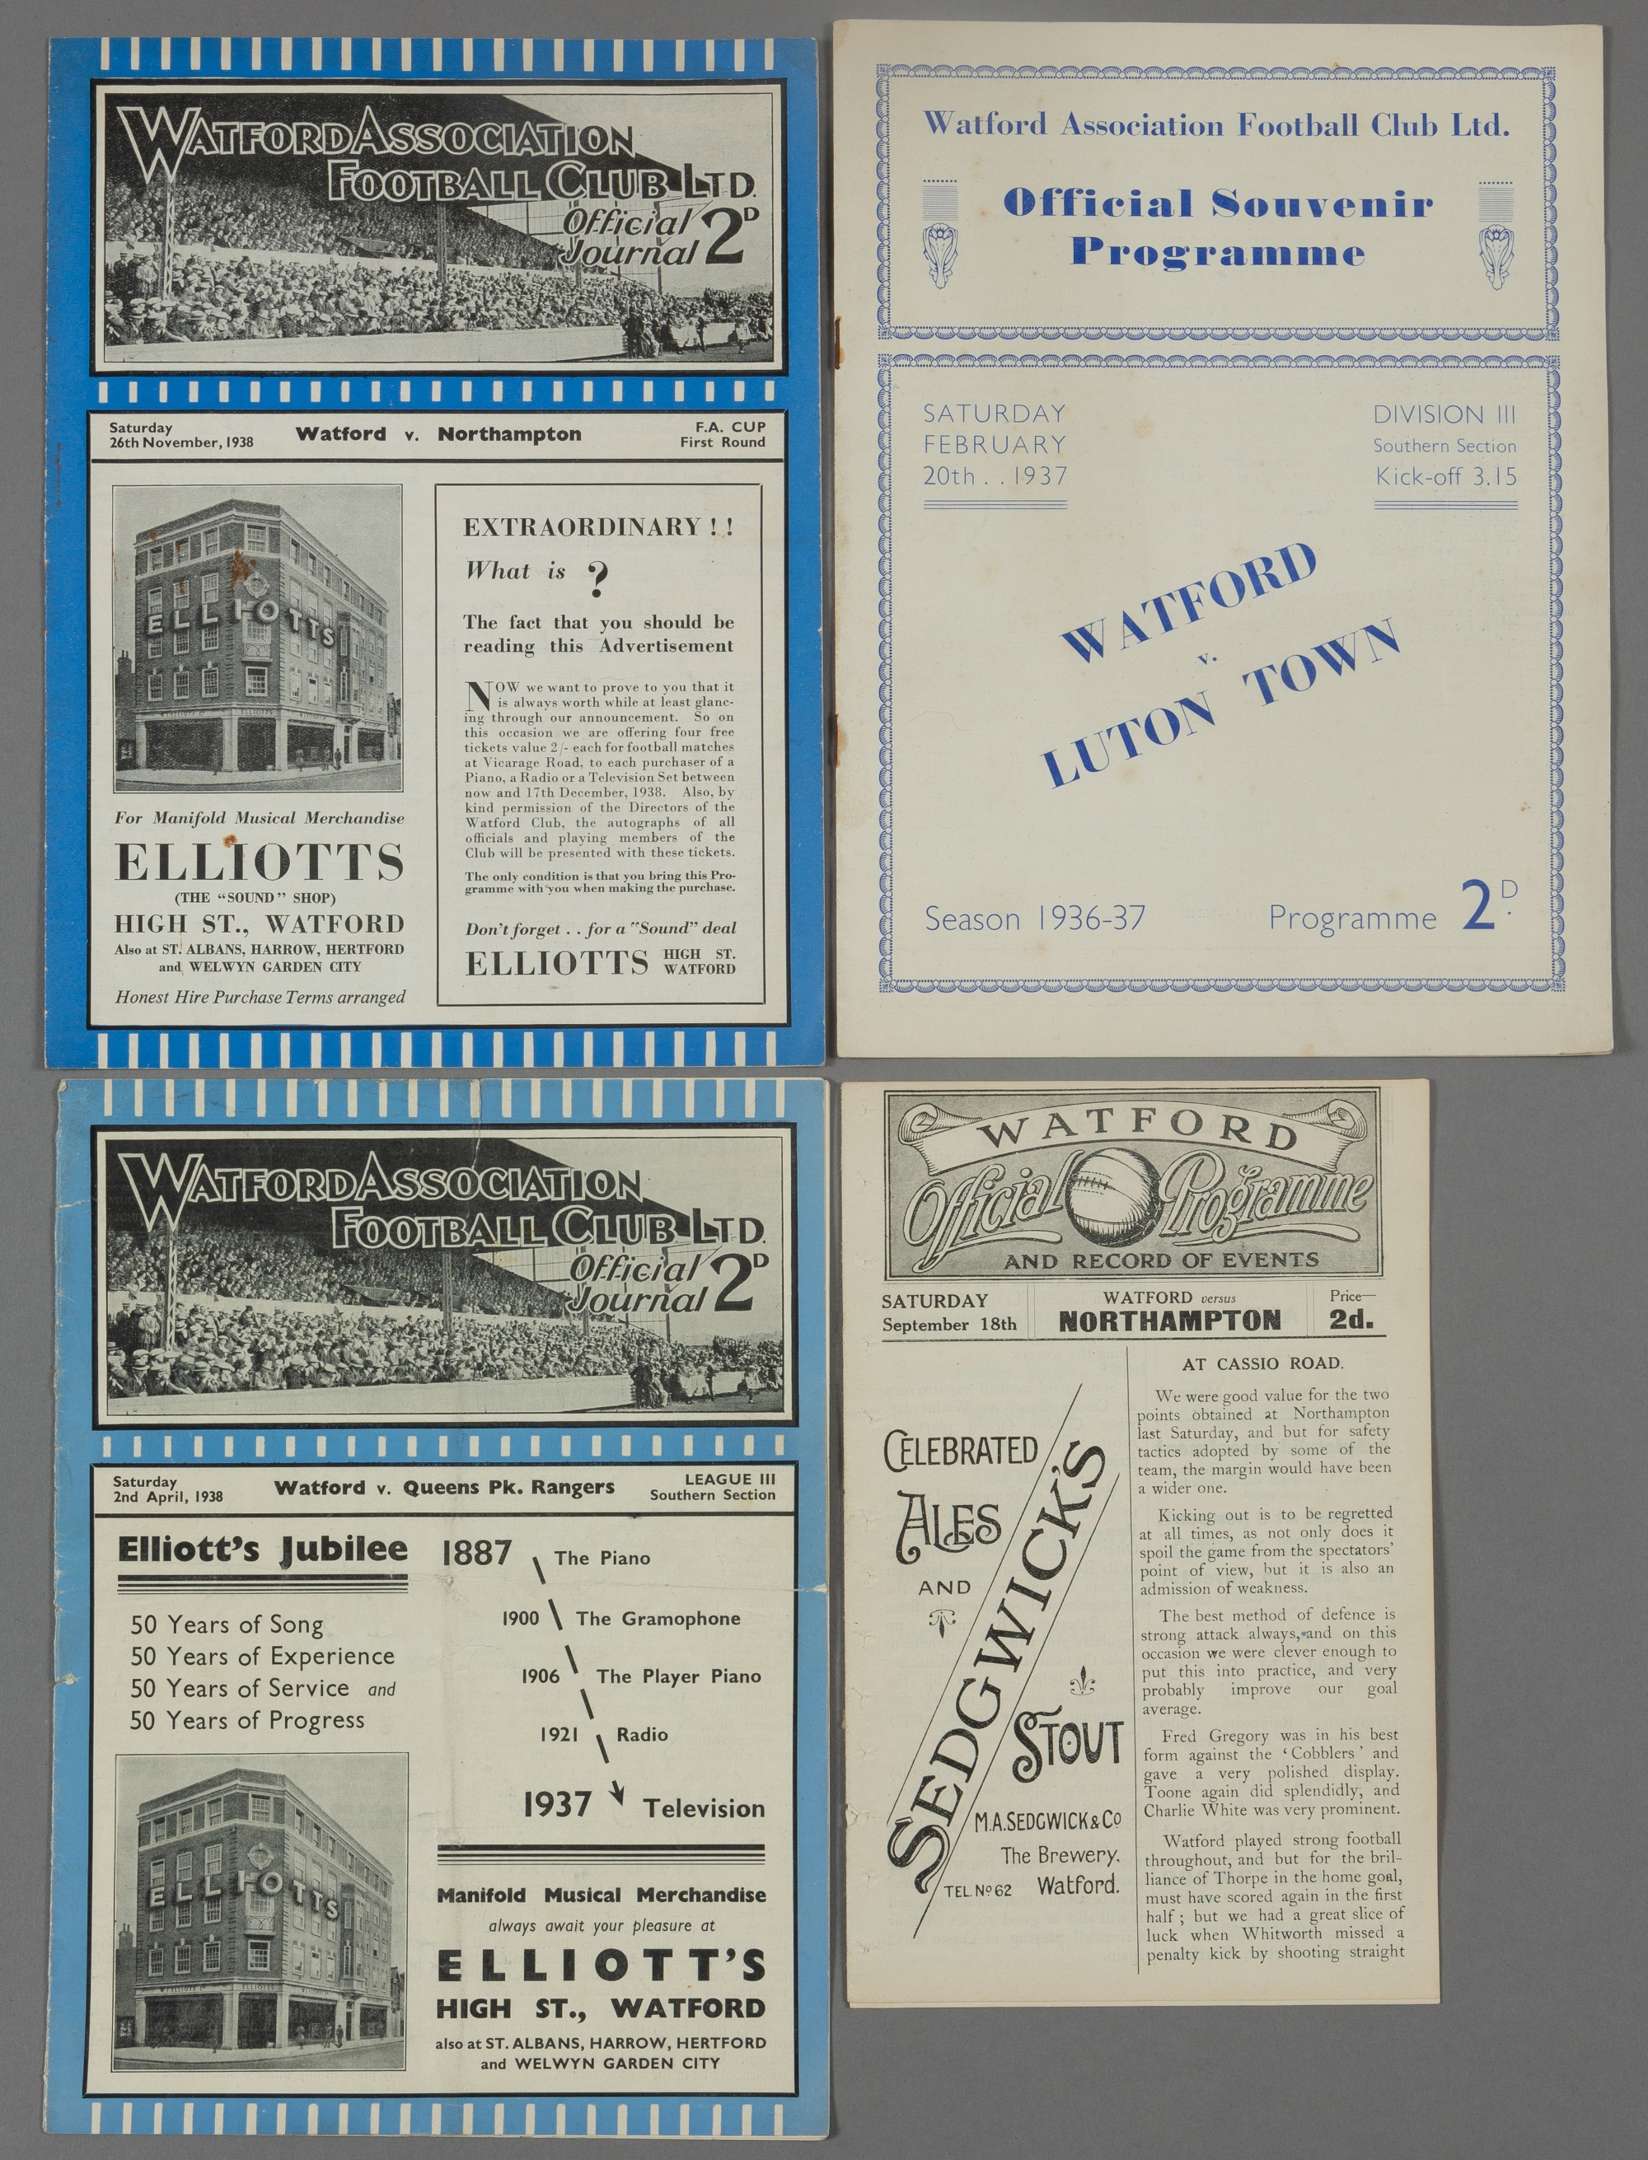 WATFORD ASSOCIATION
FOOTBALL CLUB LTD.
Official
Journal 2D
Saturday
26th November, 1938
Watford v. Northampton
F.A. CUP
First Round
ELLIOTTS
For Manifold Musical Merchandise
ELLIOTTS
(THE "SOUND" SHOP)
HIGH ST., WATFORD
Also at ST. ALBANS, HARROW, HERTFORD
and WELWYN GARDEN CITY
Honest Hire Purchase Terms arranged
EXTRAORDINARY ! !
What is ?
The fact that you should be
reading this Advertisement
NOW we want to prove to you that it
is always worth while at least glanc-
ing through our announcement. So on
this occasion we are offering four free
tickets value 2/- each for football matches
at Vicarage Road, to each purchaser of a
Piano, a Radio or a Television Set between
now and 17th December, 1938. Also, by
kind permission of the Directors of the
Watford Club, the autographs of all
officials and playing members of the
Club will be presented with these tickets.
The only condition is that you bring this Pro-
gramme with you when making the purchase.
Don't forget . . for a "Sound" deal
ELLIOTTS HIGH ST.
WATFORD
Watford Association Football Club Ltd.
Official Souvenir
Programme
SATURDAY
FEBRUARY
20th . . 1937
DIVISION III
Southern Section
Kick-off 3.15
WATFORD
v.
LUTON TOWN
Season 1936-37
Programme 2D.
WATFORD ASSOCIATION
FOOTBALL CLUB LTD.
Official
Journal 2D
Saturday
2nd April, 1938
Watford v. Queens Pk. Rangers
LEAGUE III
Southern Section
Elliott's Jubilee
50 Years of Song
50 Years of Experience
50 Years of Service and
50 Years of Progress
ELLIOTTS
1887 The Piano
1900 The Gramophone
1906 The Player Piano
1921 Radio
1937 Television
Manifold Musical Merchandise
always await your pleasure at
ELLIOTT'S
HIGH ST., WATFORD
also at ST. ALBANS, HARROW, HERTFORD
and WELWYN GARDEN CITY
WATFORD
Official Programme
AND RECORD OF EVENTS
SATURDAY
September 18th
WATFORD versus
NORTHAMPTON
Price—
2d.
CELEBRATED
ALES
AND
SEDGWICK'S
STOUT
M.A. SEDGWICK & Co
The Brewery.
TEL. No 62 Watford.
AT CASSIO ROAD.
We were good value for the two
points obtained at Northampton
last Saturday, and but for safety
tactics adopted by some of the
team, the margin would have been
a wider one.
Kicking out is to be regretted
at all times, as not only does it
spoil the game from the spectators'
point of view, but it is also an
admission of weakness.
The best method of defence is
strong attack always, and on this
occasion we were clever enough to
put this into practice, and very
probably improve our goal
average.
Fred Gregory was in his best
form against the 'Cobblers' and
gave a very polished display.
Toone again did splendidly, and
Charlie White was very prominent.
Watford played strong football
throughout, and but for the bril-
liance of Thorpe in the home goal,
must have scored again in the first
half; but we had a great slice of
luck when Whitworth missed a
penalty kick by shooting straight